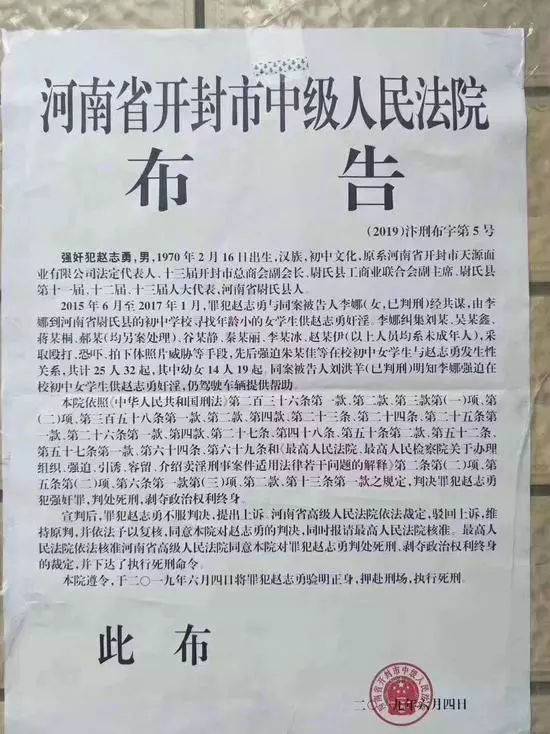 河南省开封市中级人民法院
布告
(2019)汴刑布字第5号
强奸犯赵志勇,男,1970年2月16日出生,汉族,初中文化,原系河南省开封市天源面
业有限公司法定代表人、十三届开封市总商会副会长、尉氏县工商业联合会副主席、尉氏县
第十一届、十二届、十三届人大代表,河南省尉氏县人。
2015年6月至2017年1月,罪犯赵志勇与同案被告人李娜(女,已判刑)经共谋,由李
娜到河南省尉氏县的初中学校寻找年龄小的女学生供赵志勇奸淫。李娜纠集刘某、吴某鑫、
蒋某桐、郝某(均另案处理)、谷某静、秦某丽、李某冰、赵某伊(以上人员均系未成年人),采
取殴打、恐吓、拍下体照片威胁等手段,先后强迫朱某佳等在校初中女学生与赵志勇发生性
关系,共计25人32起,其中幼女14人19起。同案被告人刘洪洋(已判刑)明知李娜强迫在
校初中女学生供赵志勇奸淫,仍驾驶车辆提供帮助。
本院依照《中华人民共和国刑法》第二百三十六条第一款、第二款、第三款第(一)项、第
(二)项、第三百五十八条第一款、第二款、第四款、第二十三条、第二十四条、第二十五条第
一款、第二十六条第一款、第四款、第二十七条、第四十八条、第五十条第二款、第五十二条、
第五十七条第一款、第六十四条、第六十九条和《最高人民法院、最高人民检察院关于办理
组织、强迫、引诱、容留、介绍卖淫刑事案件适用法律若干问题的解释》第二条第(二)项、第
五条第(二)项、第六条第一款第(三)项、第二款、第十三条第一款之规定,判决罪犯赵志勇
犯强奸罪,判处死刑,剥夺政治权利终身。
宣判后,罪犯赵志勇不服判决,提出上诉。河南省高级人民法院依法裁定,驳回上诉,维
持原判,并依法予以复核,同意本院对赵志勇的判决,同时报请最高人民法院核准。最高人
民法院依法核准河南省高级人民法院同意本院对罪犯赵志勇判处死刑、剥夺政治权利终身
的裁定,并下达了执行死刑命令。
本院遵令,于二〇一九年六月四日将罪犯赵志勇验明正身,押赴刑场,执行死刑。
此布
河南省开封市中级人民法院
二〇一九年六月四日